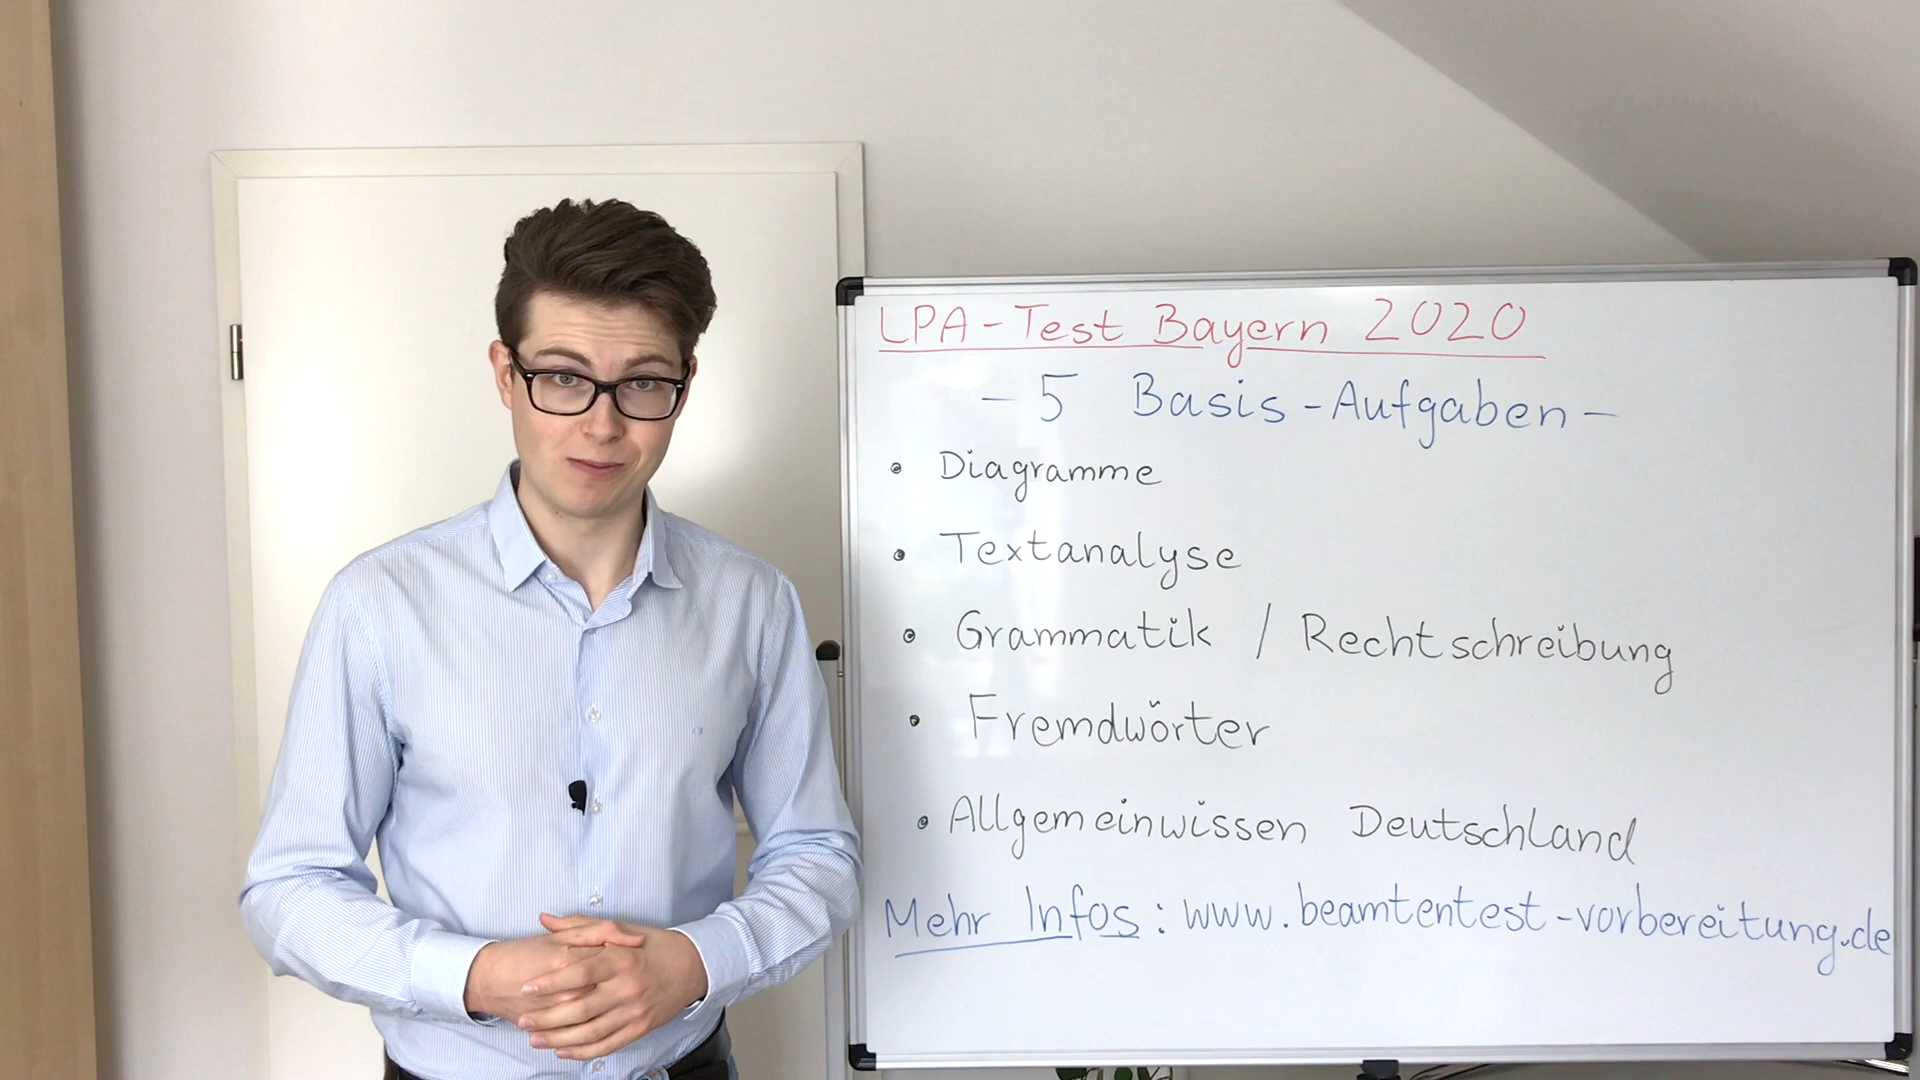 LPA-Test Bayern 2020
- 5 Basis-Aufgaben -
• Diagramme
• Textanalyse
• Grammatik / Rechtschreibung
• Fremdwörter
• Allgemeinwissen Deutschland
Mehr Infos: www.beamtentest-vorbereitung.de